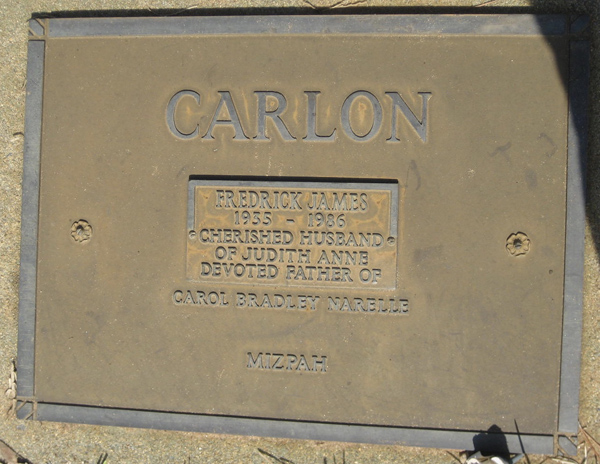 CARLON
FREDRICK JAMES
1935 - 1986
CHERISHED HUSBAND
OF JUDITH ANNE
DEVOTED FATHER OF
CAROL BRADLEY NARELLE
MIZPAH